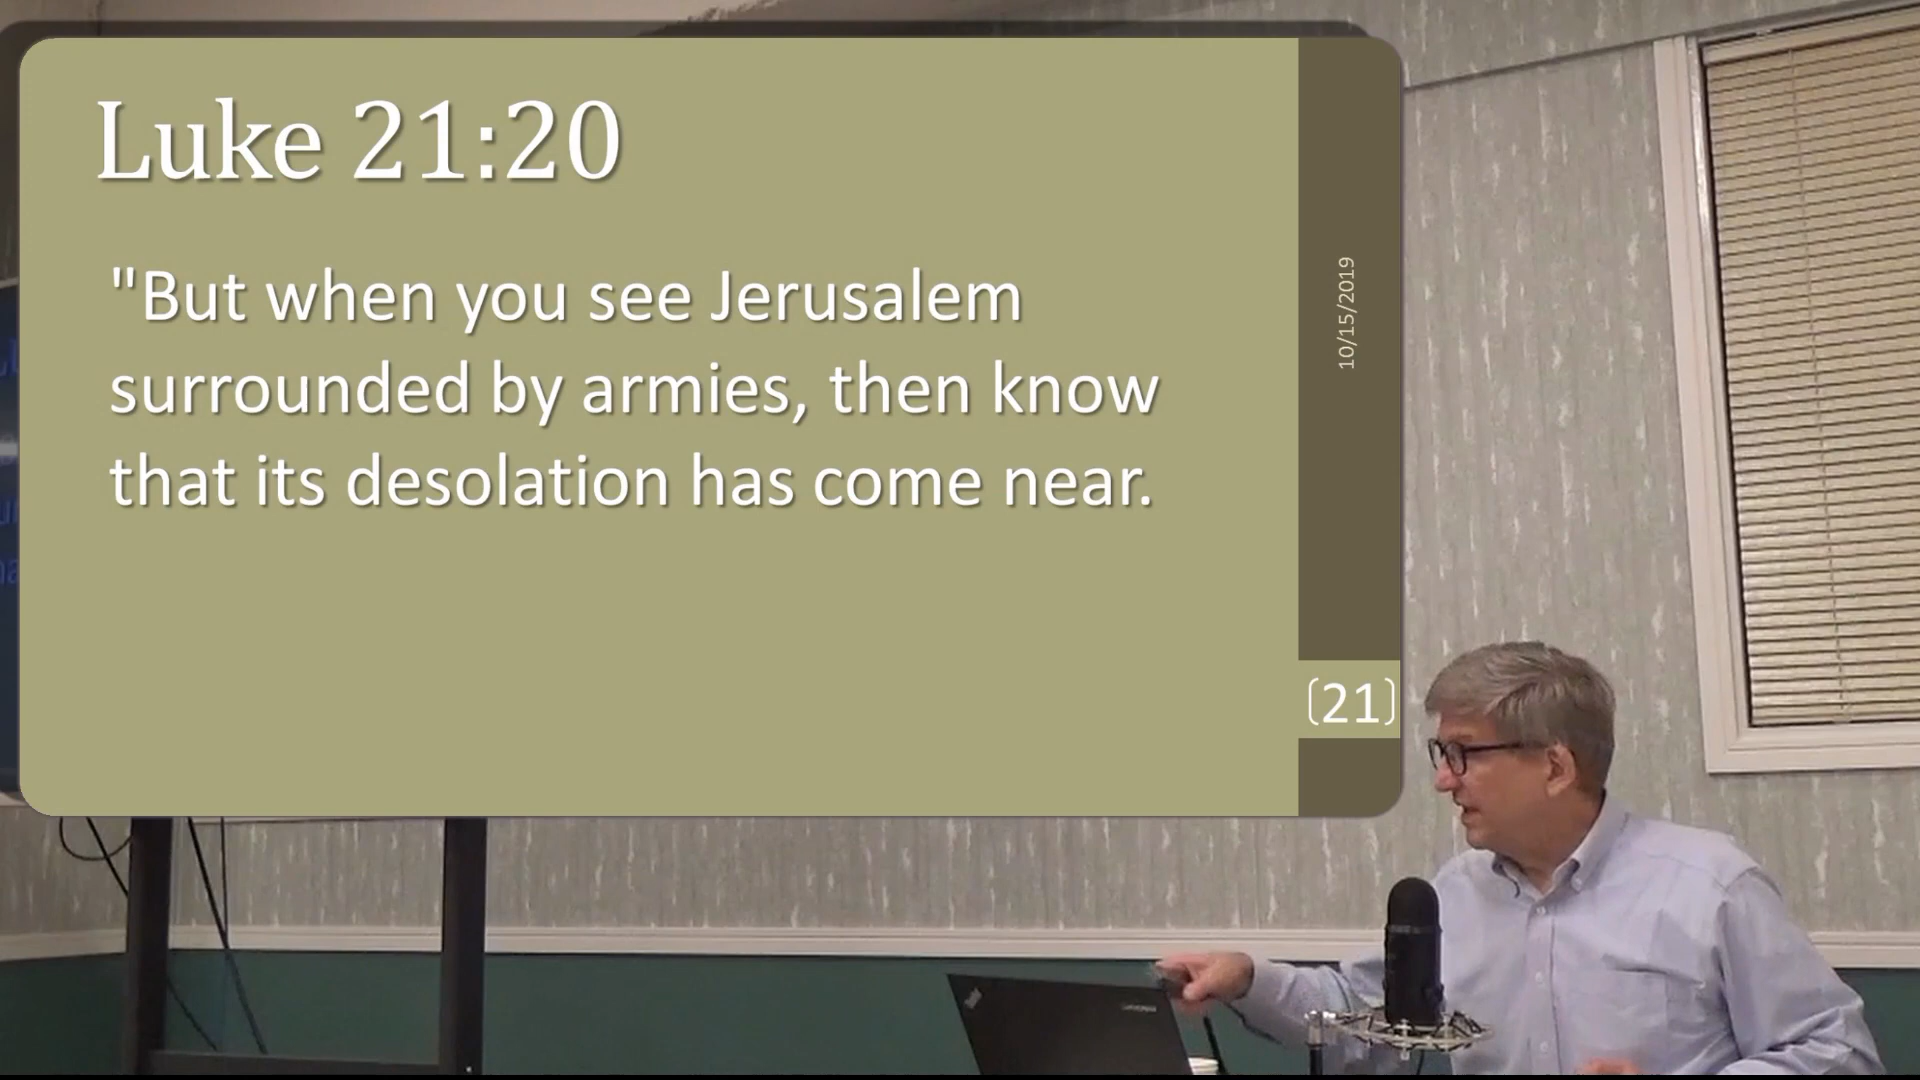 Luke 21:20
"But when you see Jerusalem
surrounded by armies, then know
that its desolation has come near.
10/15/2019
21